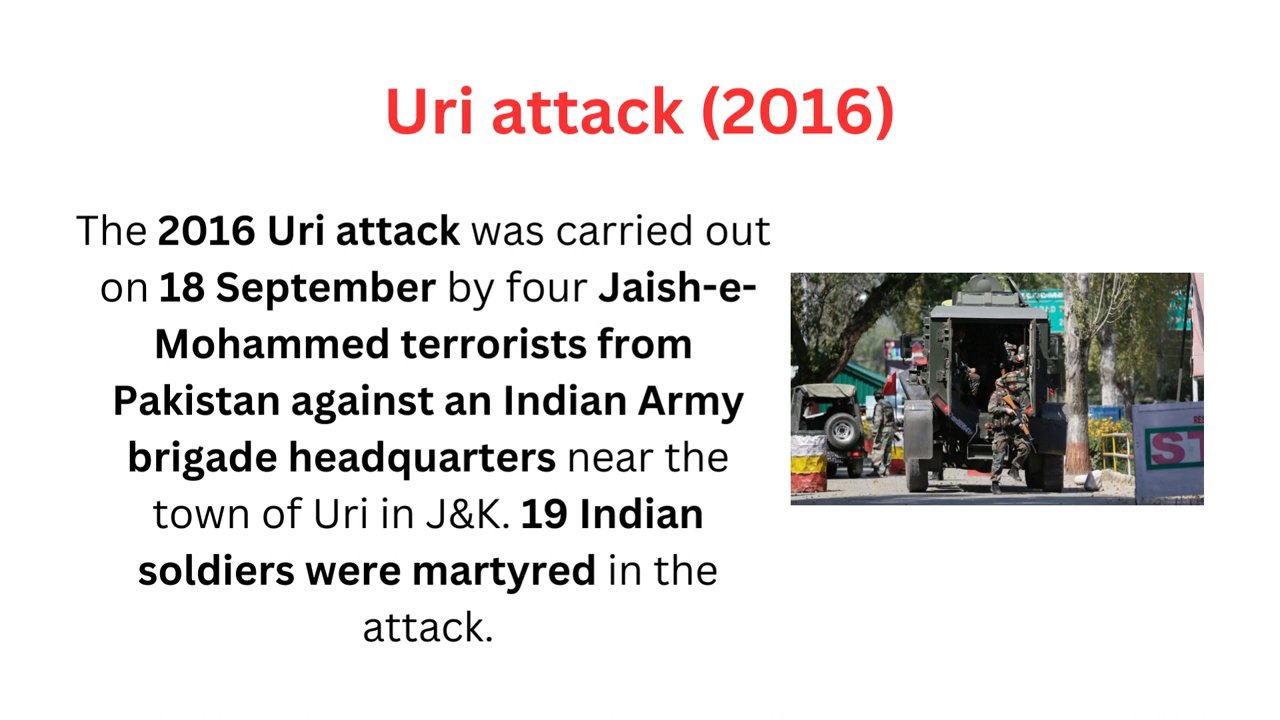 Uri attack (2016)
The 2016 Uri attack was carried out
on 18 September by four Jaish-e-
Mohammed terrorists from
Pakistan against an Indian Army
brigade headquarters near the
town of Uri in J&K. 19 Indian
soldiers were martyred in the
attack.
ST